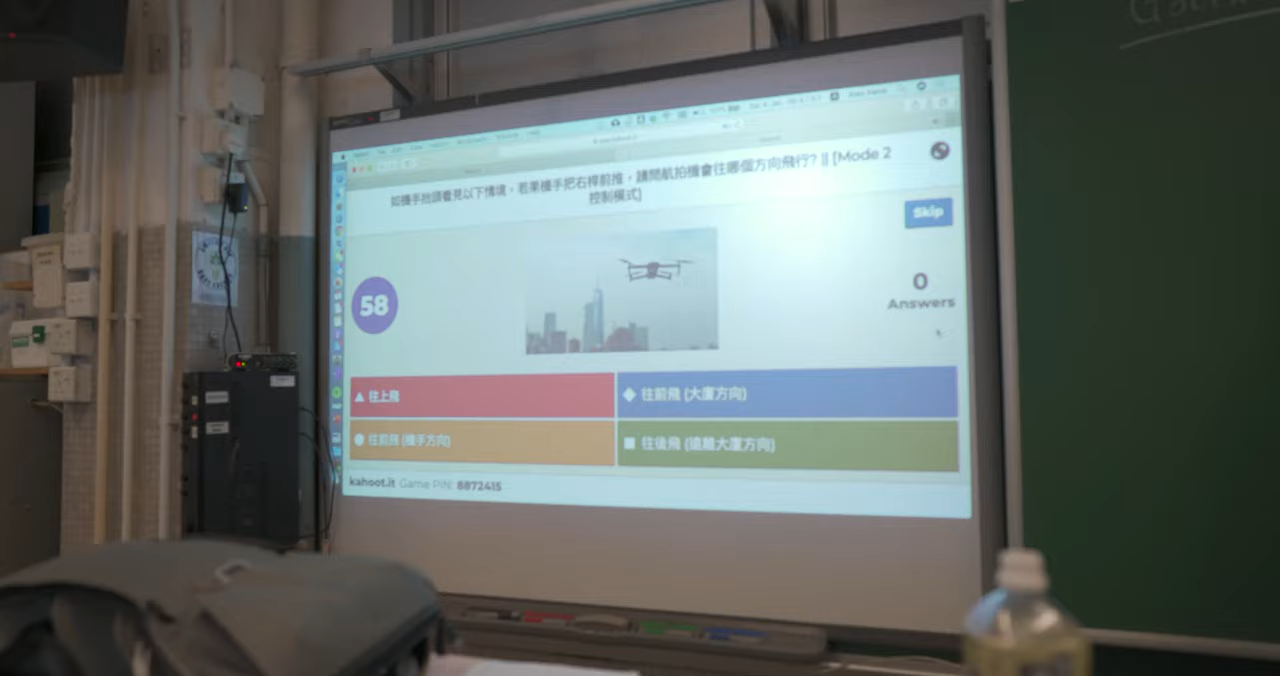 如機手抬頭看見以下情境，若果機手把右桿前推，請問航拍機會往哪個方向飛行? || [Mode 2
控制模式]
Skip
58
0
Answers
往上飛
往前飛 (大廈方向)
往前飛 (機手方向)
往後飛 (遠離大廈方向)
kahoot.it Game PIN: 8872415